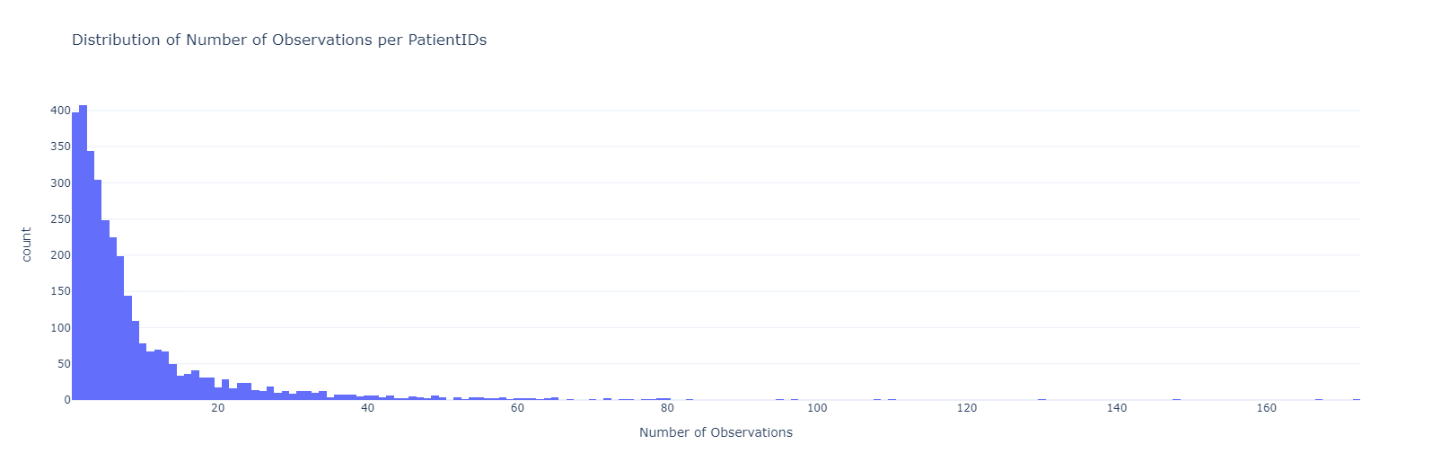 Distribution of Number of Observations per PatientIDs
400
350
300
250
200
150
100
50
0
count
20 40 60 80 100 120 140 160
Number of Observations